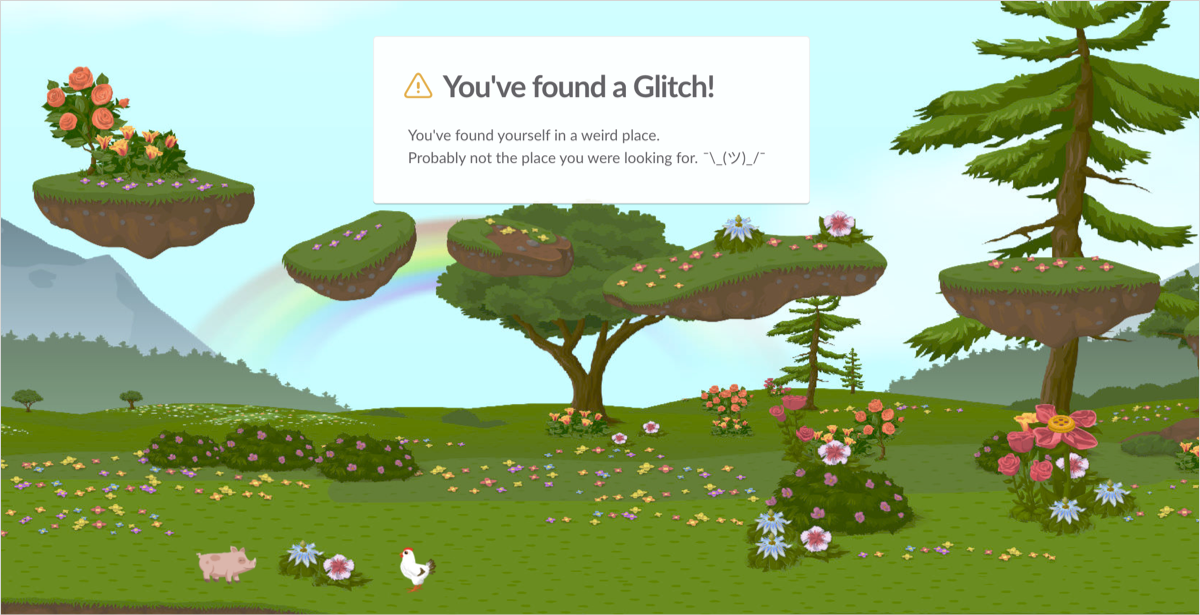 You've found a Glitch!
You've found yourself in a weird place.
Probably not the place you were looking for. ¯\_(ツ)_/¯